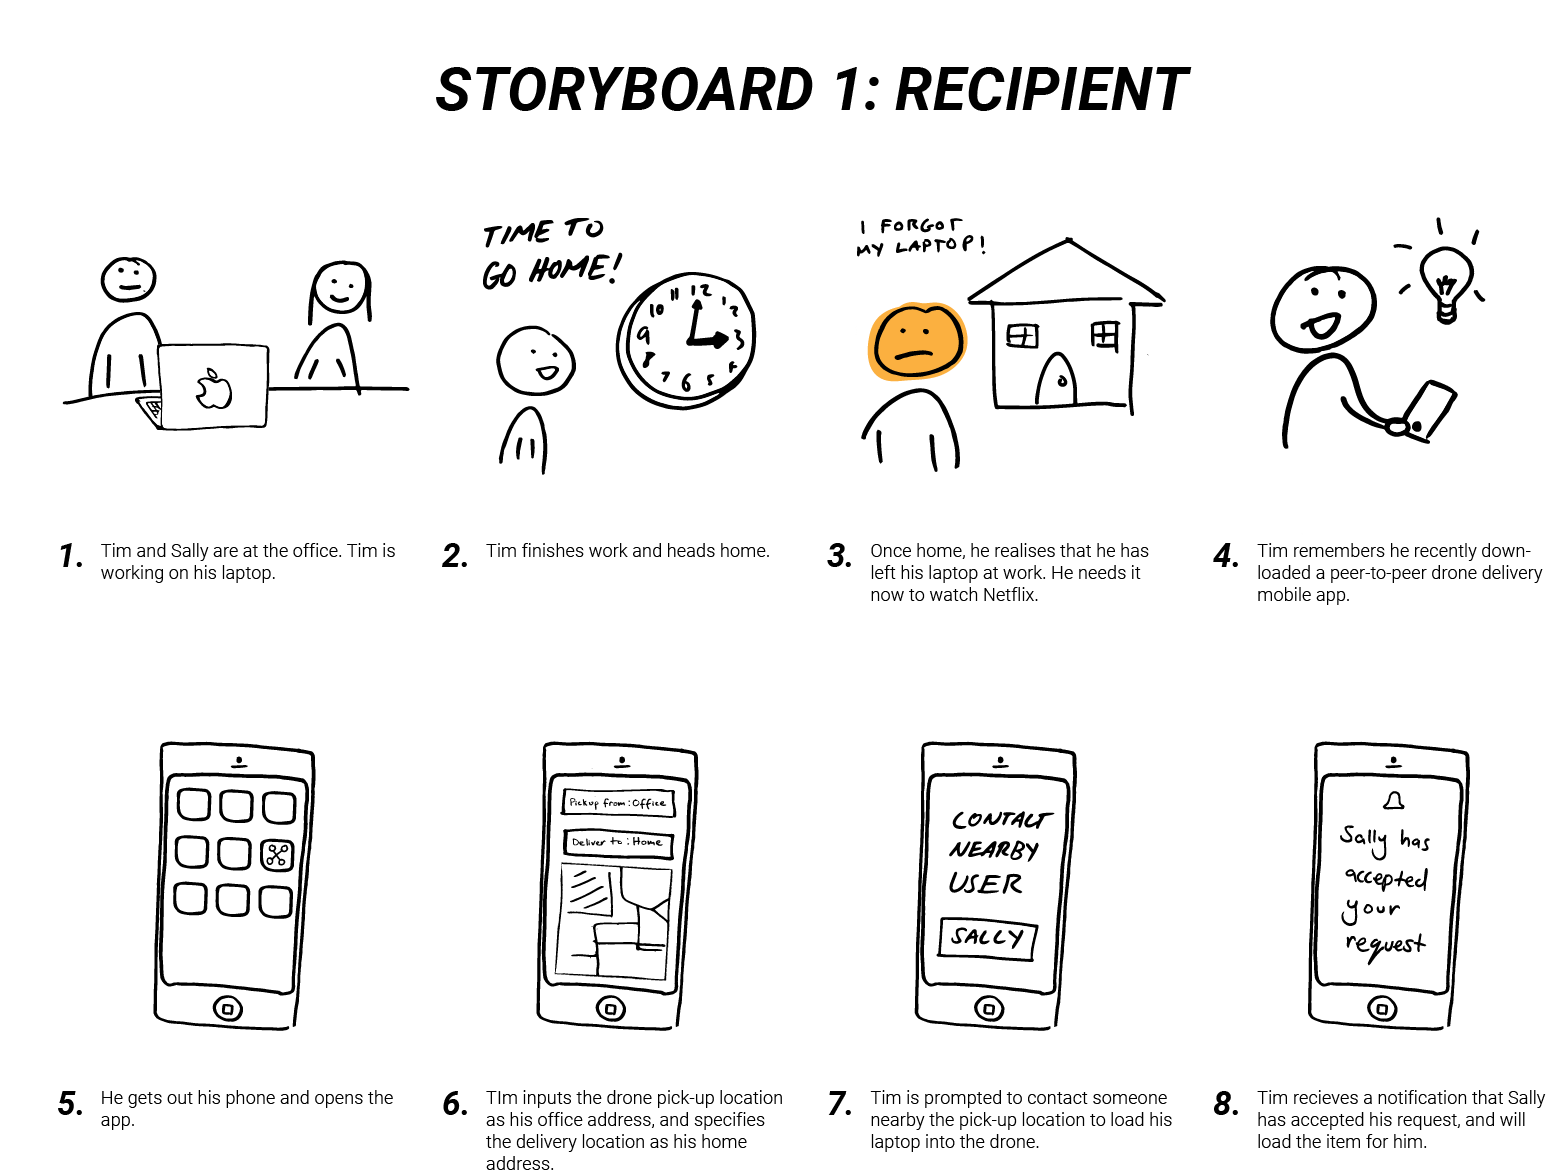 STORYBOARD 1: RECIPIENT
TIME TO
GO HOME!
11 12 12
10
9 3
8
7 6 5
I FORGOT
MY LAPTOP!
1. Tim and Sally are at the office. Tim is
working on his laptop.
2. Tim finishes work and heads home.
3. Once home, he realises that he has
left his laptop at work. He needs it
now to watch Netflix.
4. Tim remembers he recently down-
loaded a peer-to-peer drone delivery
mobile app.
Pickup from: Office
Deliver to: Home
CONTACT
NEARBY
USER
SALLY
Sally has
accepted
your
request
5. He gets out his phone and opens the
app.
6. TIm inputs the drone pick-up location
as his office address, and specifies
the delivery location as his home
address.
7. Tim is prompted to contact someone
nearby the pick-up location to load his
laptop into the drone.
8. Tim recieves a notification that Sally
has accepted his request, and will
load the item for him.